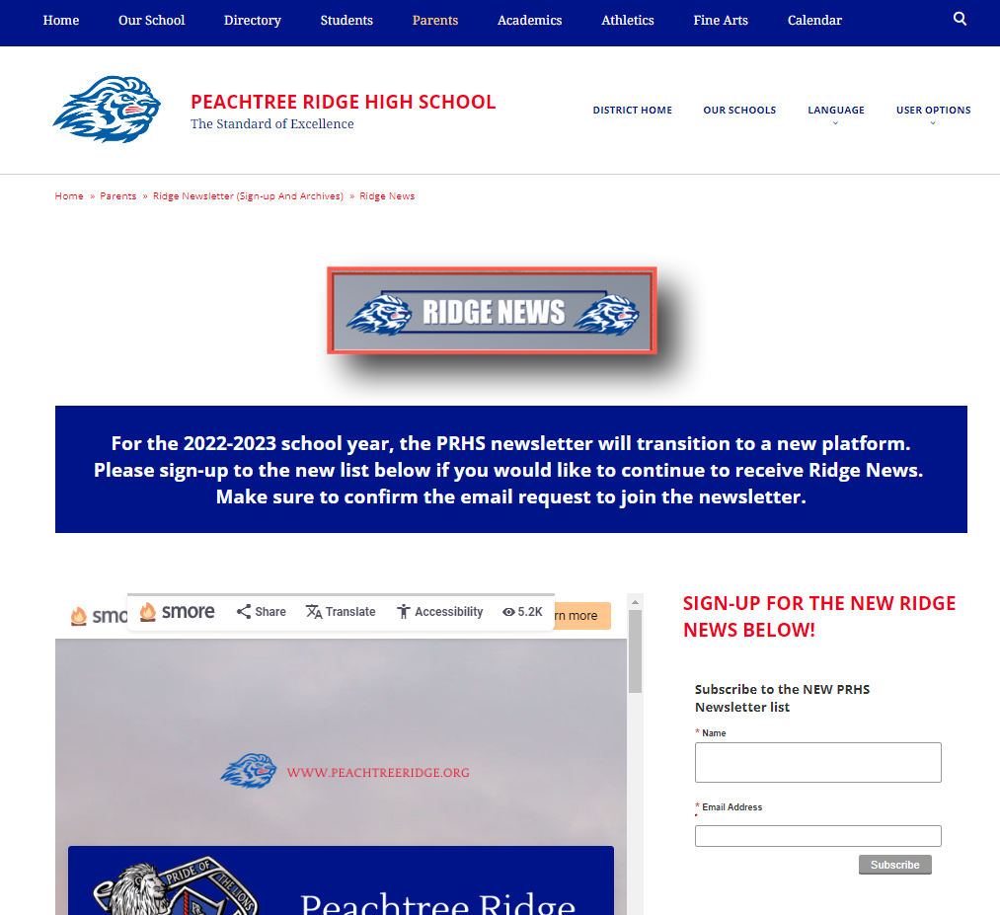 Home Our School Directory Students Parents Academics Athletics Fine Arts Calendar
PEACHTREE RIDGE HIGH SCHOOL
The Standard of Excellence
DISTRICT HOME OUR SCHOOLS LANGUAGE USER OPTIONS
Home » Parents » Ridge Newsletter (Sign-up And Archives) » Ridge News
RIDGE NEWS
For the 2022-2023 school year, the PRHS newsletter will transition to a new platform.
Please sign-up to the new list below if you would like to continue to receive Ridge News.
Make sure to confirm the email request to join the newsletter.
smo smore Share Translate Accessibility 5.2K rn more
WWW.PEACHTREERIDGE.ORG
PRIDE OF THE LIONS
Peachtree Ridge
SIGN-UP FOR THE NEW RIDGE
NEWS BELOW!
Subscribe to the NEW PRHS
Newsletter list
* Name
* Email Address
Subscribe